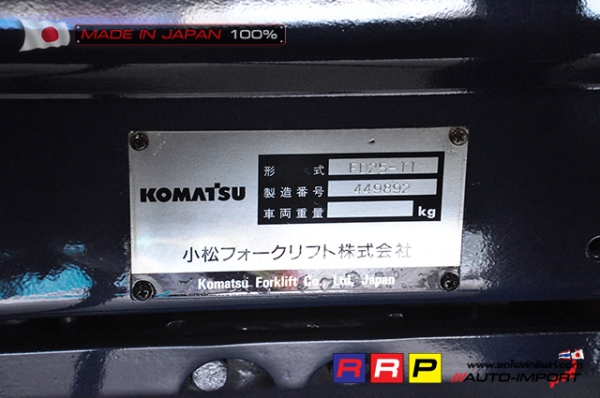 MADE IN JAPAN 100%
KOMATSU
形 式 FD25-11
製造番号 449892
車両重量 kg
小松フォークリフト株式会社
Komatsu Forklift Co., Ltd. Japan
RRP
///AUTO-IMPORT